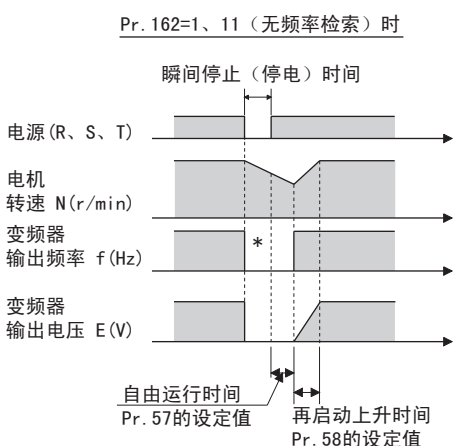 Pr.162=1、11（无频率检索）时
瞬间停止（停电）时间
电源(R、S、T)
电机
转速 N(r/min)
变频器
输出频率 f(Hz)
*
变频器
输出电压 E(V)
自由运行时间
Pr.57的设定值
再启动上升时间
Pr.58的设定值